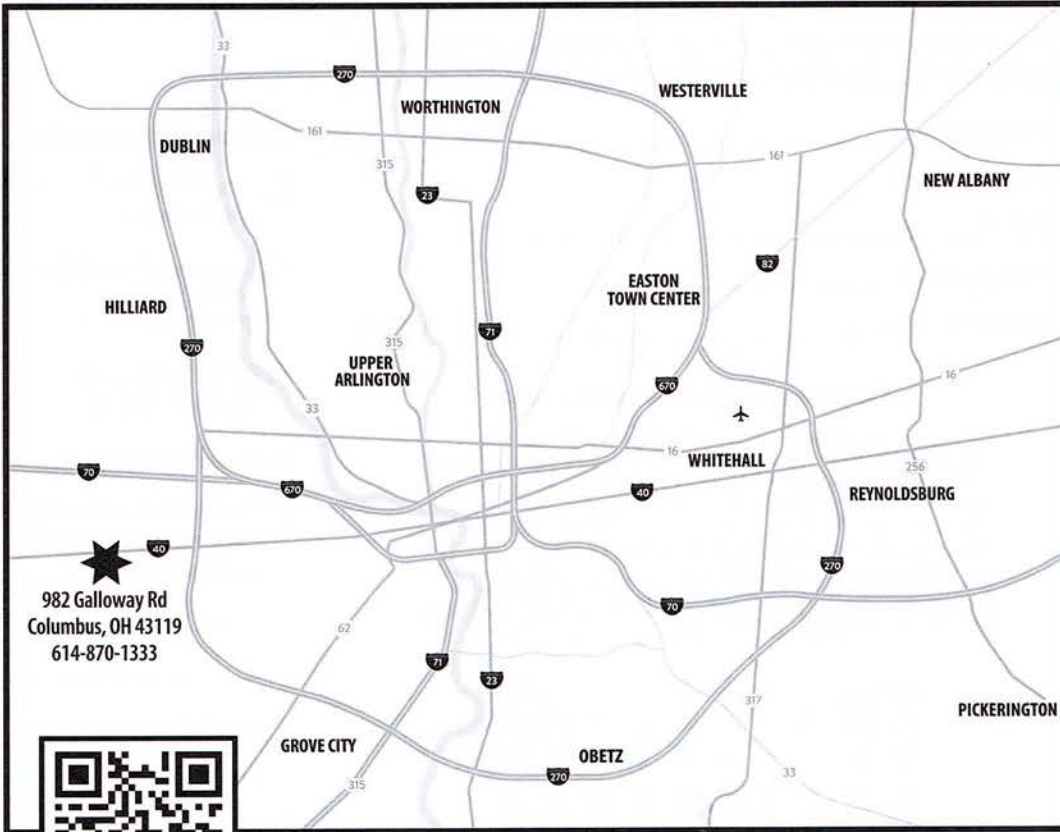 33
270
WESTERVILLE
WORTHINGTON
161
DUBLIN
161
315
NEW ALBANY
23
82
EASTON
TOWN CENTER
HILLIARD
71
270
315
UPPER
ARLINGTON
16
670
33
16
WHITEHALL
256
70
670
40
REYNOLDSBURG
40
270
982 Galloway Rd
Columbus, OH 43119
614-870-1333
70
62
71
23
317
PICKERINGTON
GROVE CITY
OBETZ
270
33
315